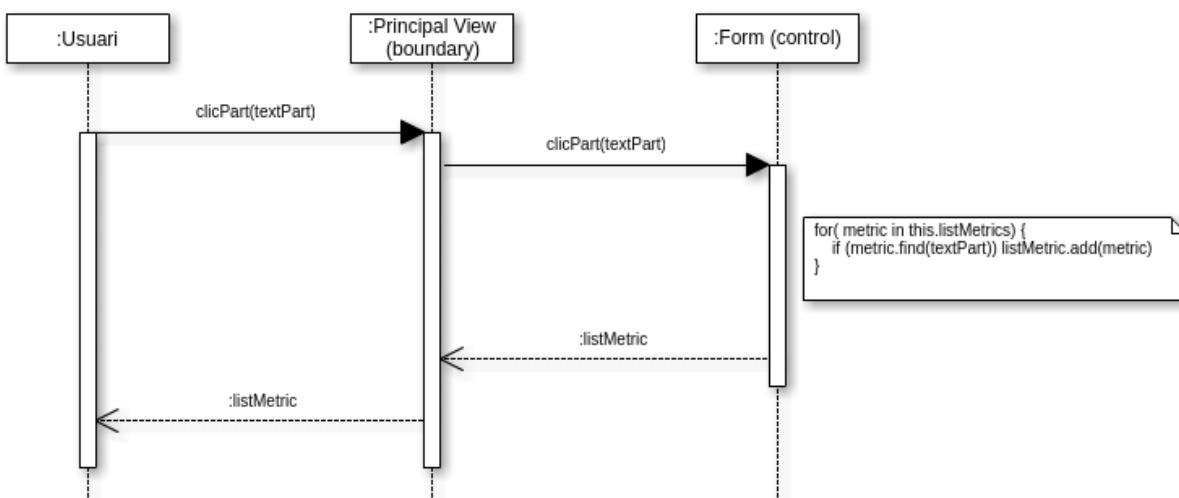 :Usuari
:Principal View
(boundary)
:Form (control)
clicPart(textPart)
clicPart(textPart)
for( metric in this.listMetrics) {
if (metric.find(textPart)) listMetric.add(metric)
}
:listMetric
:listMetric